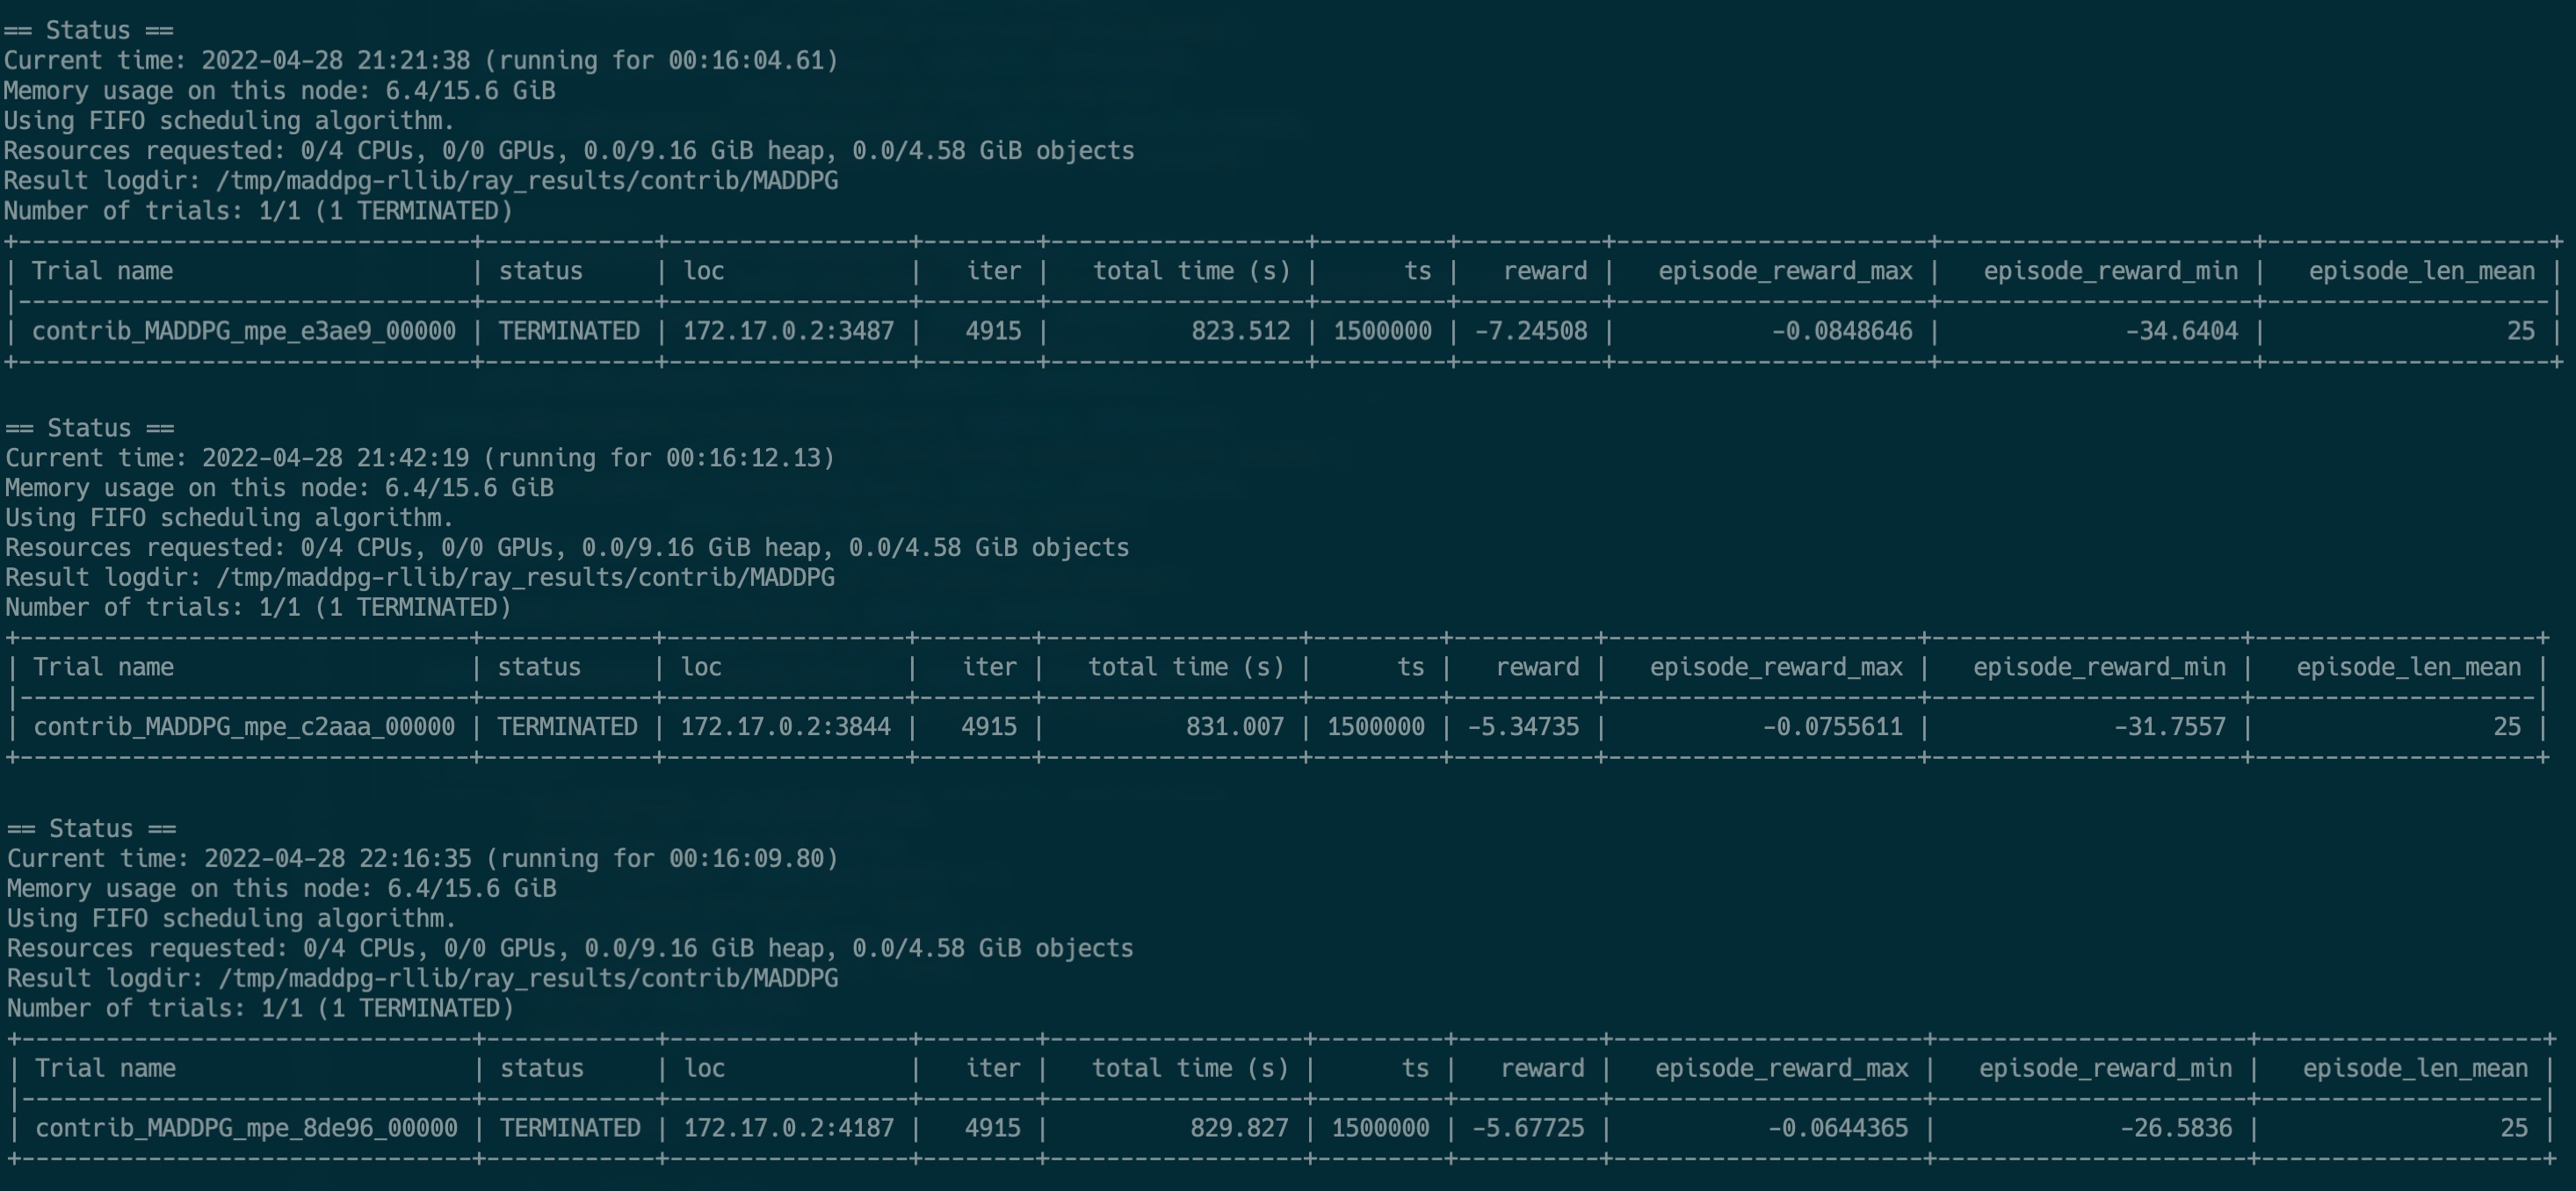 == Status ==
Current time: 2022-04-28 21:21:38 (running for 00:16:04.61)
Memory usage on this node: 6.4/15.6 GiB
Using FIFO scheduling algorithm.
Resources requested: 0/4 CPUs, 0/0 GPUs, 0.0/9.16 GiB heap, 0.0/4.58 GiB objects
Result logdir: /tmp/maddpg-rllib/ray_results/contrib/MADDPG
Number of trials: 1/1 (1 TERMINATED)
+--------------------------------+------------+-----------------+--------+------------------+---------+----------+----------------------+----------------------+--------------------+
| Trial name                     | status     | loc             |   iter |   total time (s) |      ts |   reward |   episode_reward_max |   episode_reward_min |   episode_len_mean |
|--------------------------------+------------+-----------------+--------+------------------+---------+----------+----------------------+----------------------+--------------------|
| contrib_MADDPG_mpe_e3ae9_00000 | TERMINATED | 172.17.0.2:3487 |   4915 |          823.512 | 1500000 | -7.24508 |           -0.0848646 |             -34.6404 |                 25 |
+--------------------------------+------------+-----------------+--------+------------------+---------+----------+----------------------+----------------------+--------------------+
== Status ==
Current time: 2022-04-28 21:42:19 (running for 00:16:12.13)
Memory usage on this node: 6.4/15.6 GiB
Using FIFO scheduling algorithm.
Resources requested: 0/4 CPUs, 0/0 GPUs, 0.0/9.16 GiB heap, 0.0/4.58 GiB objects
Result logdir: /tmp/maddpg-rllib/ray_results/contrib/MADDPG
Number of trials: 1/1 (1 TERMINATED)
+--------------------------------+------------+-----------------+--------+------------------+---------+----------+----------------------+----------------------+--------------------+
| Trial name                     | status     | loc             |   iter |   total time (s) |      ts |   reward |   episode_reward_max |   episode_reward_min |   episode_len_mean |
|--------------------------------+------------+-----------------+--------+------------------+---------+----------+----------------------+----------------------+--------------------|
| contrib_MADDPG_mpe_c2aaa_00000 | TERMINATED | 172.17.0.2:3844 |   4915 |          831.007 | 1500000 | -5.34735 |           -0.0755611 |             -31.7557 |                 25 |
+--------------------------------+------------+-----------------+--------+------------------+---------+----------+----------------------+----------------------+--------------------+
== Status ==
Current time: 2022-04-28 22:16:35 (running for 00:16:09.80)
Memory usage on this node: 6.4/15.6 GiB
Using FIFO scheduling algorithm.
Resources requested: 0/4 CPUs, 0/0 GPUs, 0.0/9.16 GiB heap, 0.0/4.58 GiB objects
Result logdir: /tmp/maddpg-rllib/ray_results/contrib/MADDPG
Number of trials: 1/1 (1 TERMINATED)
+--------------------------------+------------+-----------------+--------+------------------+---------+----------+----------------------+----------------------+--------------------+
| Trial name                     | status     | loc             |   iter |   total time (s) |      ts |   reward |   episode_reward_max |   episode_reward_min |   episode_len_mean |
|--------------------------------+------------+-----------------+--------+------------------+---------+----------+----------------------+----------------------+--------------------|
| contrib_MADDPG_mpe_8de96_00000 | TERMINATED | 172.17.0.2:4187 |   4915 |          829.827 | 1500000 | -5.67725 |           -0.0644365 |             -26.5836 |                 25 |
+--------------------------------+------------+-----------------+--------+------------------+---------+----------+----------------------+----------------------+--------------------+